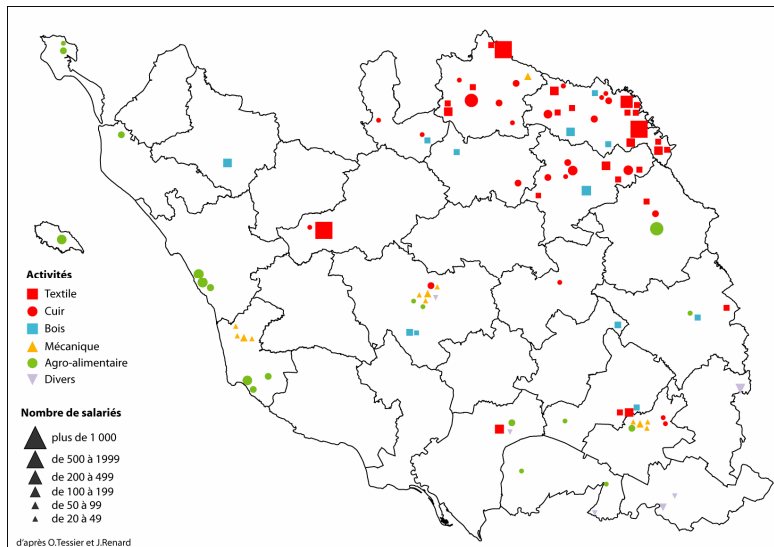 Activités
Textile
Cuir
Bois
Mécanique
Agro-alimentaire
Divers
Nombre de salariés
plus de 1 000
de 500 à 1999
de 200 à 499
de 100 à 199
de 50 à 99
de 20 à 49
d'après O.Tessier et J.Renard